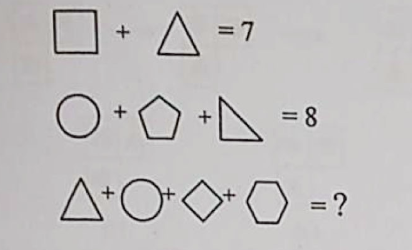 + = 7
+ + = 8
+ + + = ?